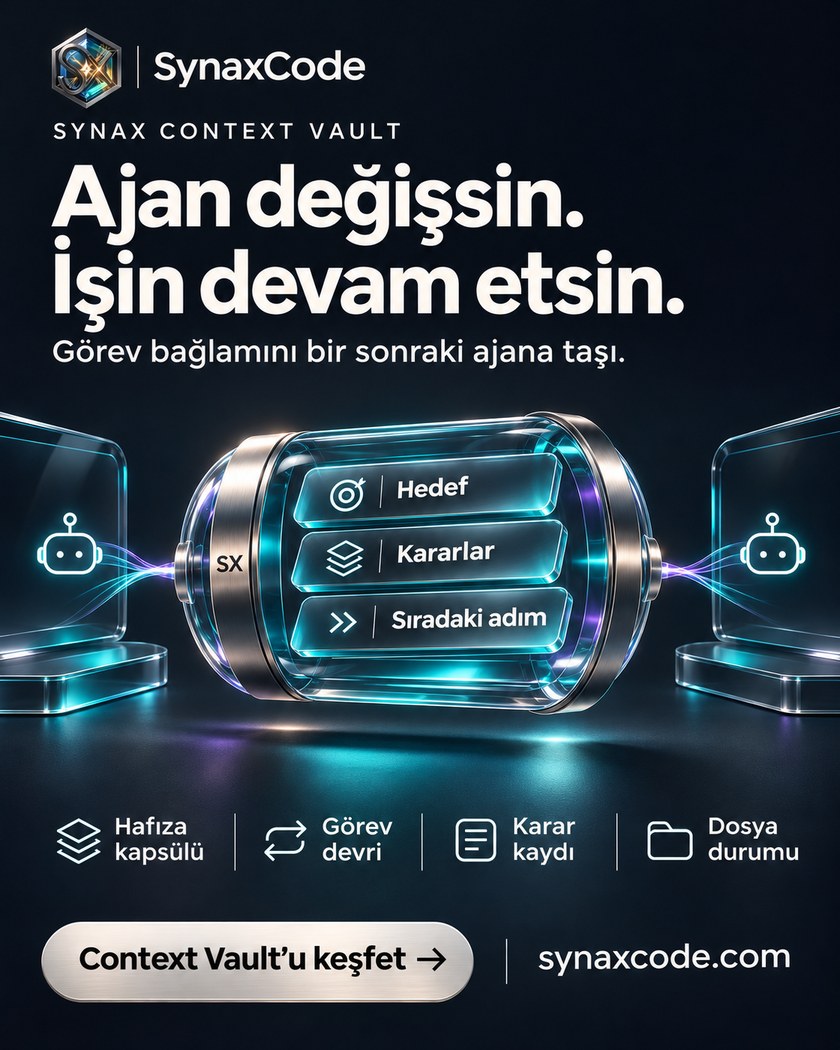 SX
SynaxCode
SYNAX CONTEXT VAULT
Ajan değişsin.
İşin devam etsin.
Görev bağlamını bir sonraki ajana taşı.
SX
Hedef
Kararlar
Sıradaki adım
Hafıza
kapsülü
Görev
devri
Karar
kaydı
Dosya
durumu
Context Vault’u keşfet →
synaxcode.com